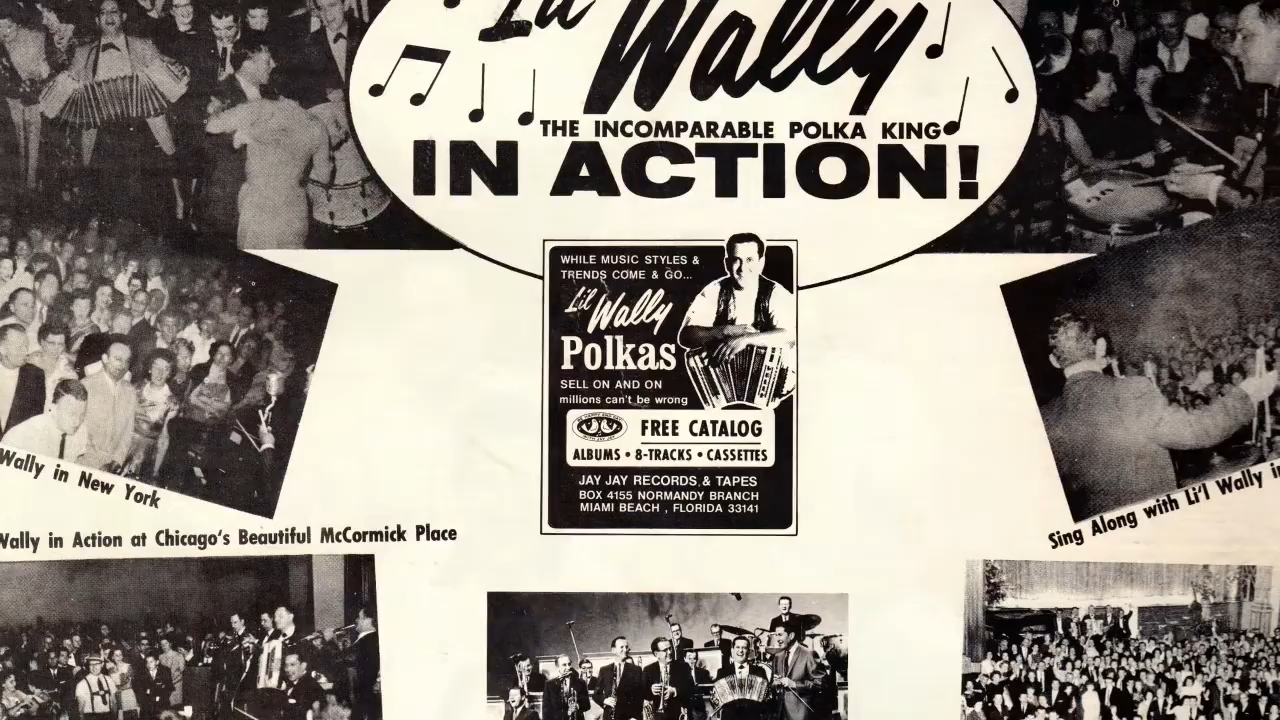 Li'l Wally
THE INCOMPARABLE POLKA KING
IN ACTION!
WHILE MUSIC STYLES &
TRENDS COME & GO...
Li'l Wally
Polkas
SELL ON AND ON
millions can't be wrong
FREE CATALOG
ALBUMS • 8-TRACKS • CASSETTES
JAY JAY RECORDS & TAPES
BOX 4155 NORMANDY BRANCH
MIAMI BEACH , FLORIDA 33141
Wally in New York
Wally in Action at Chicago's Beautiful McCormick Place
Sing Along with Li'l Wally